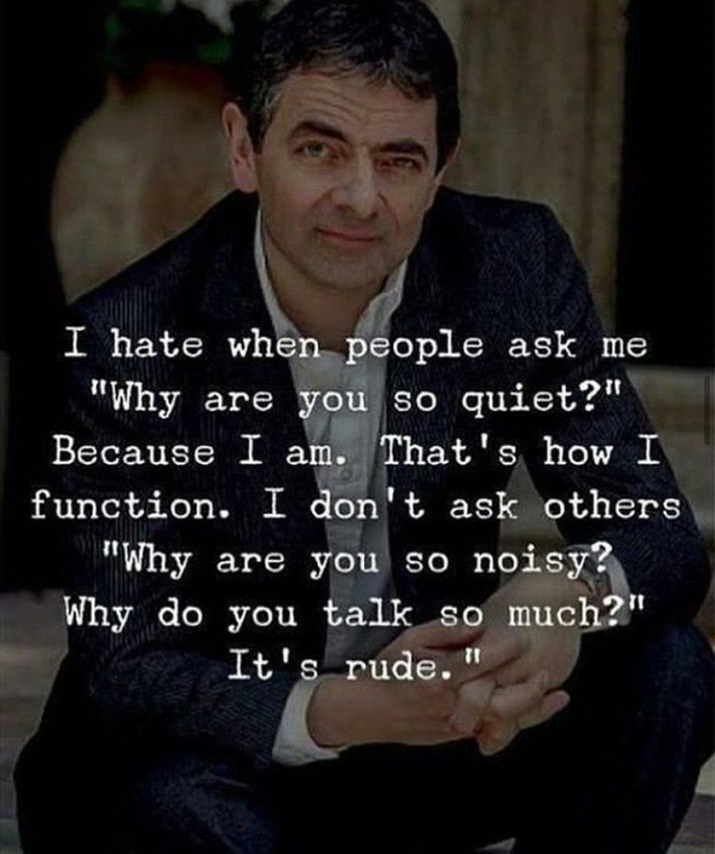 I hate when people ask me
"Why are you so quiet?"
Because I am. That's how I
function. I don't ask others
"Why are you so noisy?
Why do you talk so much?"
It's rude."